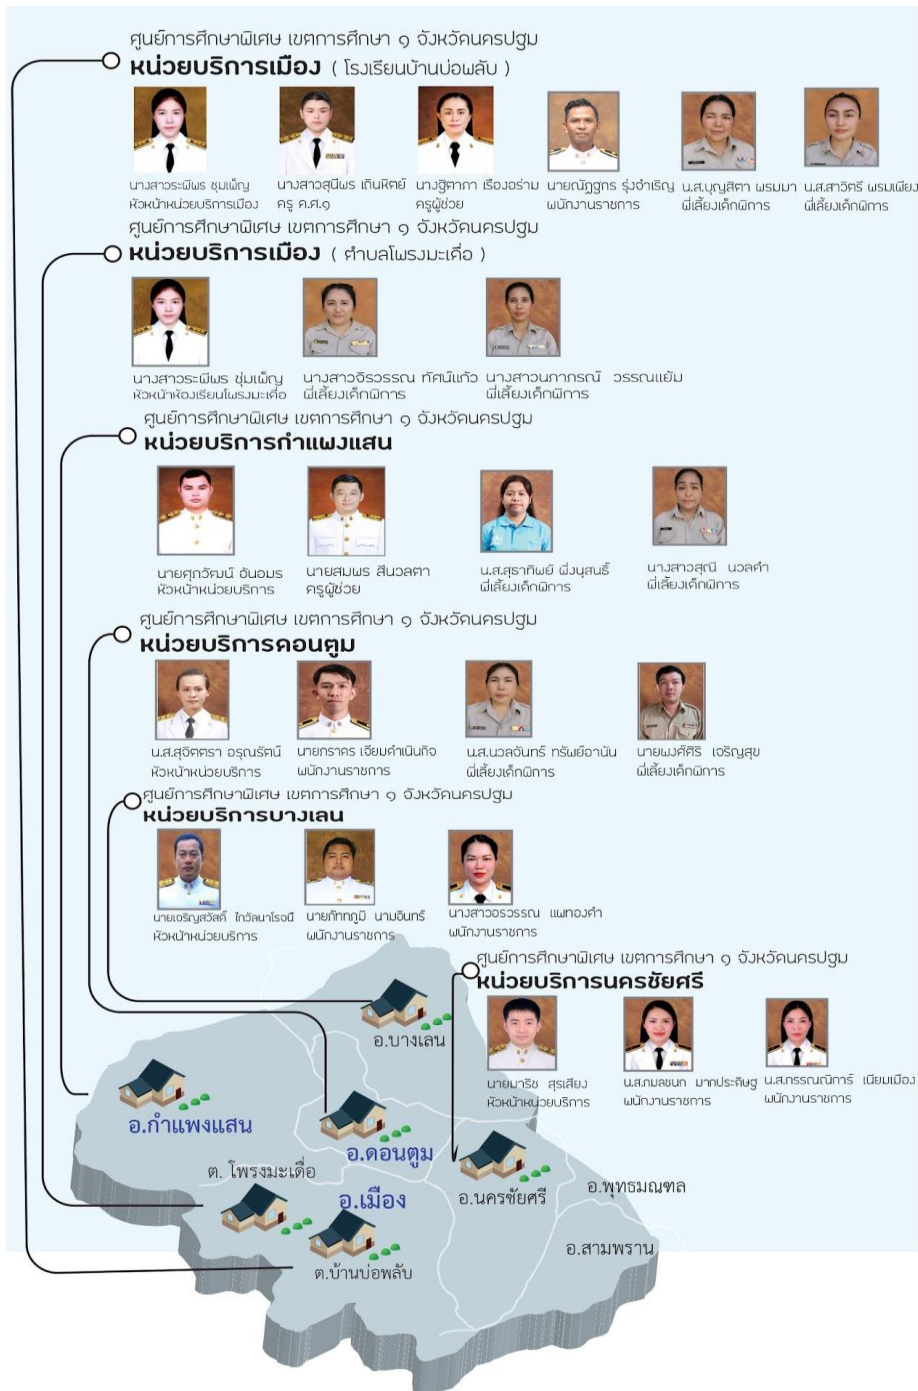 ศูนย์การศึกษาพิเศษ เขตการศึกษา ๑ จังหวัดนครปฐม
หน่วยบริการเมือง ( โรงเรียนบ้านบ่อพลับ )
นางสาวระพีพร ชุ่มเพ็ญ
หัวหน้าหน่วยบริการเมือง
นางสาวสุนีพร เถินหิตย์
ครู ค.ศ.๑
นางฐิตาภา เรืองอร่าม
ครูผู้ช่วย
นายณัฏฐกร รุ่งอำเริญ
พนักงานราชการ
น.ส.บุญสิตา พรมมา
พี่เลี้ยงเด็กพิการ
น.ส.สาวิตรี พรมเพียง
พี่เลี้ยงเด็กพิการ
ศูนย์การศึกษาพิเศษ เขตการศึกษา ๑ จังหวัดนครปฐม
หน่วยบริการเมือง ( ตำบลโพรงมะเดื่อ )
นางสาวระพีพร ชุ่มเพ็ญ
หัวหน้าห้องเรียนโพรงมะเดื่อ
นางสาวจิรวรรณ ทัศน์แก้ว
พี่เลี้ยงเด็กพิการ
นางสาวนภาภรณ์ วรรณแย้ม
พี่เลี้ยงเด็กพิการ
ศูนย์การศึกษาพิเศษ เขตการศึกษา ๑ จังหวัดนครปฐม
หน่วยบริการกำแพงแสน
นายศุภวัฒน์ อันอมร
หัวหน้าหน่วยบริการ
นายสมพร สีนวลตา
ครูผู้ช่วย
น.ส.สุธาทิพย์ พึ่งนุสนธิ์
พี่เลี้ยงเด็กพิการ
นางสาวสุณี นวลคำ
พี่เลี้ยงเด็กพิการ
ศูนย์การศึกษาพิเศษ เขตการศึกษา ๑ จังหวัดนครปฐม
หน่วยบริการดอนตูม
น.ส.สุจิตตรา อรุณรัตน์
หัวหน้าหน่วยบริการ
นายภราดร เจียมดำเนินกิจ
พนักงานราชการ
น.ส.นวลจันทร์ ทรัพย์อานัน
พี่เลี้ยงเด็กพิการ
นายพงศ์ศิริ เจริญสุข
พี่เลี้ยงเด็กพิการ
ศูนย์การศึกษาพิเศษ เขตการศึกษา ๑ จังหวัดนครปฐม
หน่วยบริการบางเลน
นายเจริญสวัสดิ์ ไกวัลนาโรจน์
หัวหน้าหน่วยบริการ
นายภัททภูมิ นามอินทร์
พนักงานราชการ
นางสาวอรวรรณ แผทองคำ
พนักงานราชการ
ศูนย์การศึกษาพิเศษ เขตการศึกษา ๑ จังหวัดนครปฐม
หน่วยบริการนครชัยศรี
นายมาริช สุรเสียง
หัวหน้าหน่วยบริการ
น.ส.กมลชนก มากประดิษฐ
พนักงานราชการ
น.ส.กรรณณิการ์ เนียมเมือง
พนักงานราชการ
อ.บางเลน
อ.กำแพงแสน
อ.ดอนตูม
ต. โพรงมะเดื่อ
อ.เมือง
อ.นครชัยศรี
อ.พุทธมณฑล
อ.สามพราน
ต.บ้านบ่อพลับ